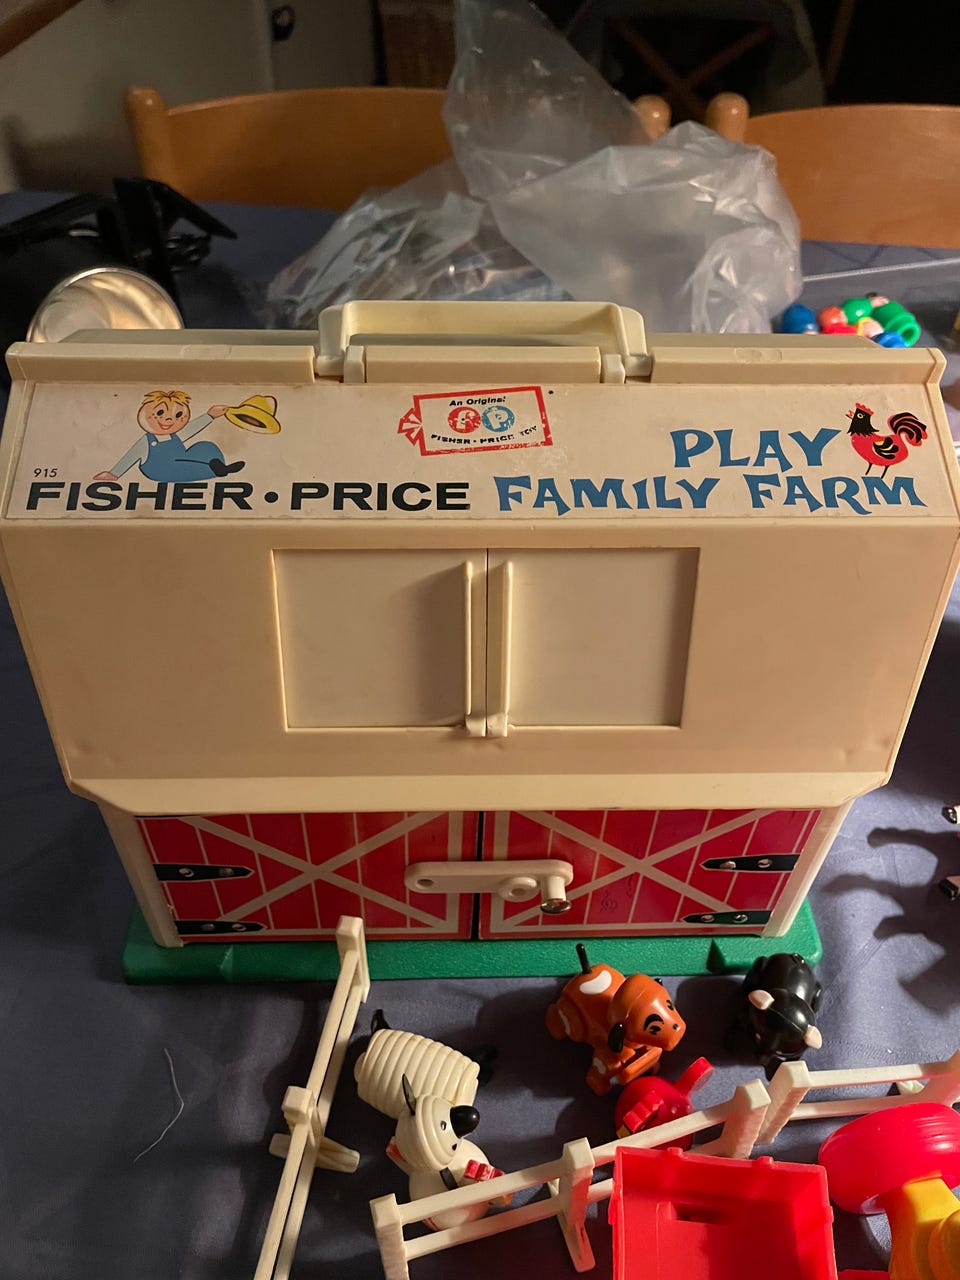 An Original
FP
FISHER-PRICE TOY
PLAY
915
FISHER • PRICE
FAMILY FARM